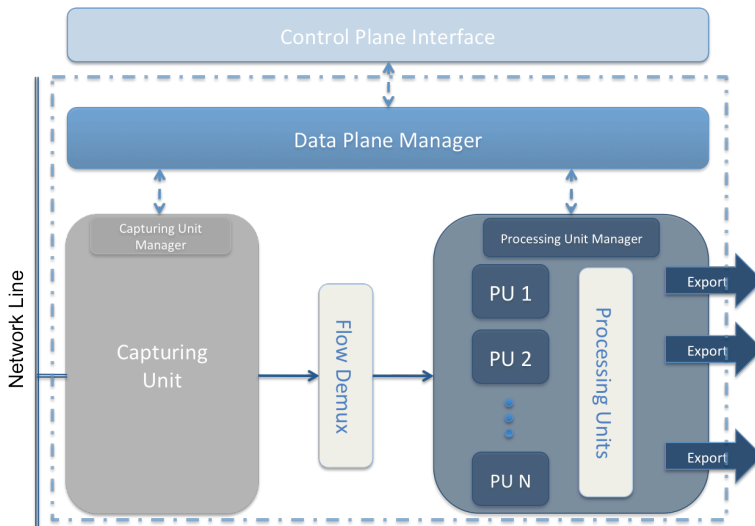 Control Plane Interface
Data Plane Manager
Network Line
Capturing Unit
Manager
Capturing
Unit
Flow Demux
Processing Unit Manager
PU 1
PU 2
PU N
Processing Units
Export
Export
Export